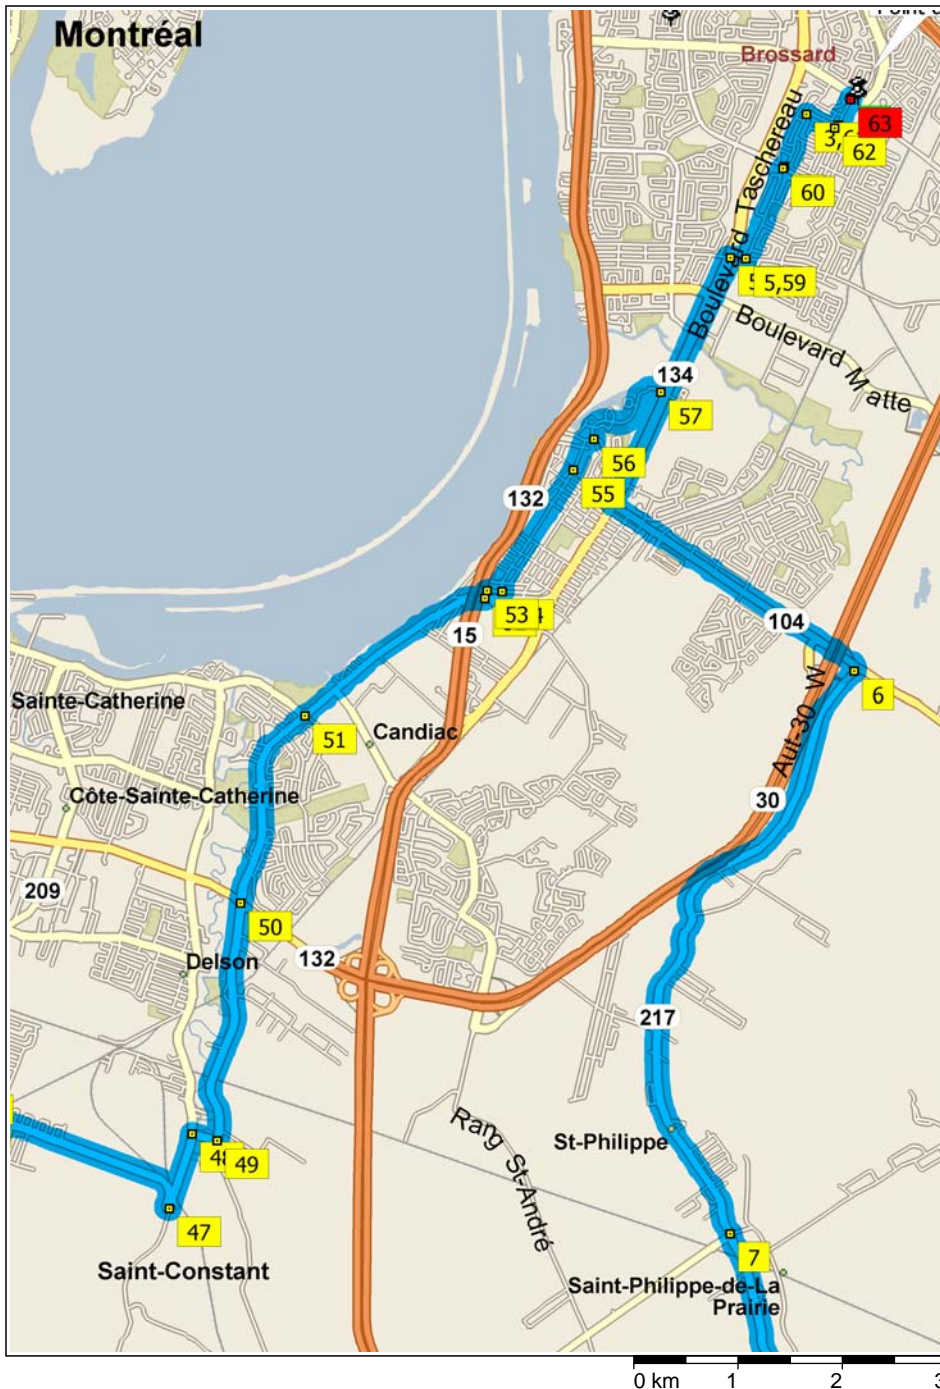 Montréal
Brossard
63
62
60
Boulevard Taschereau
5,59
Boulevard Matte
134
57
56
55
132
53
104
15
6
Sainte-Catherine
51
Candiac
Aut-30 W
Côte-Sainte-Catherine
30
209
50
Delson
132
217
Rang St-André
St-Philippe
48
49
47
7
Saint-Constant
Saint-Philippe-de-La
Prairie
0 km 1 2 3